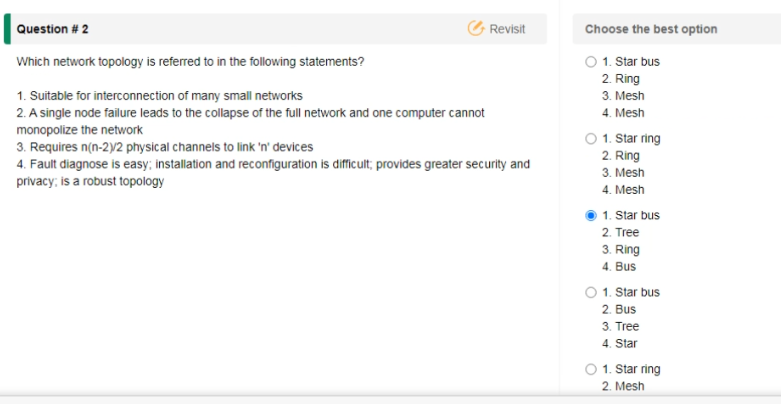 Question # 2
Revisit
Which network topology is referred to in the following statements?
1. Suitable for interconnection of many small networks
2. A single node failure leads to the collapse of the full network and one computer cannot
monopolize the network
3. Requires n(n-2)/2 physical channels to link 'n' devices
4. Fault diagnose is easy; installation and reconfiguration is difficult; provides greater security and
privacy; is a robust topology
Choose the best option
1. Star bus
2. Ring
3. Mesh
4. Mesh
1. Star ring
2. Ring
3. Mesh
4. Mesh
1. Star bus
2. Tree
3. Ring
4. Bus
1. Star bus
2. Bus
3. Tree
4. Star
1. Star ring
2. Mesh